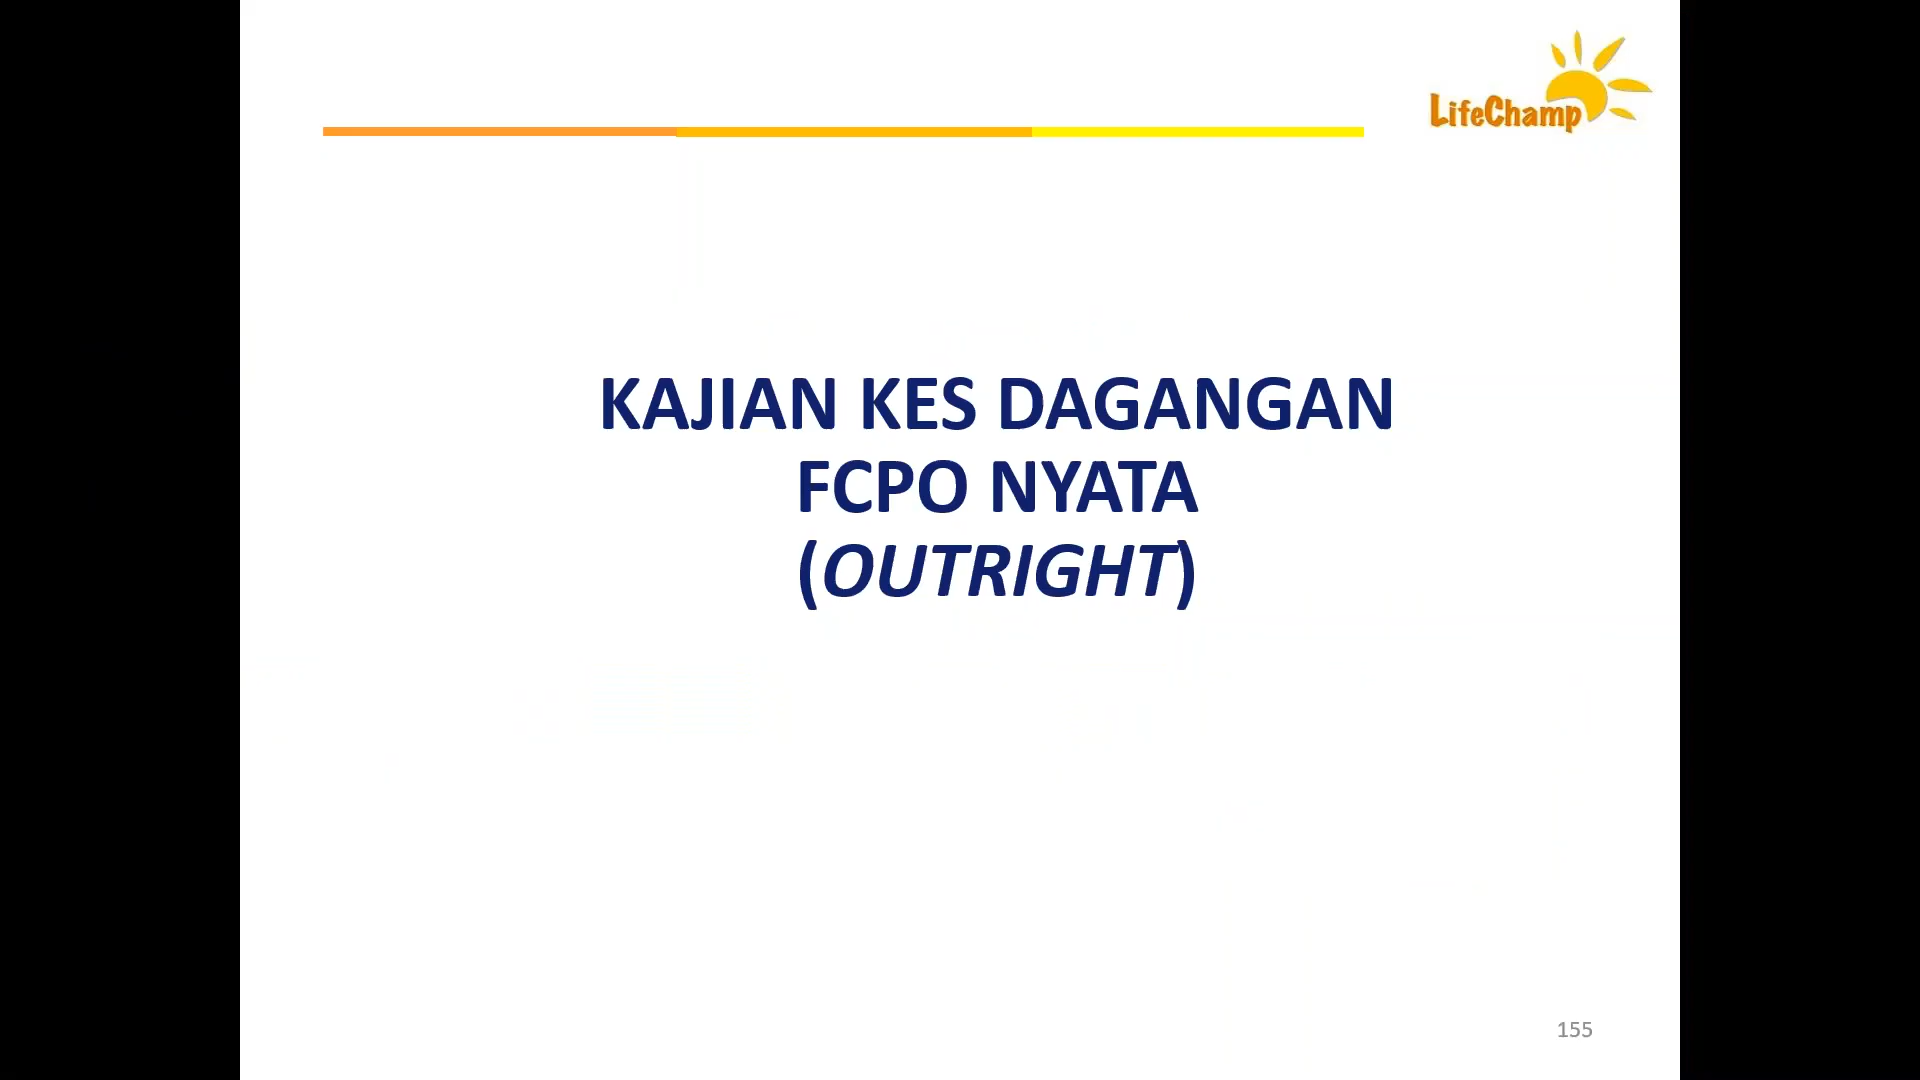 LifeChamp
KAJIAN KES DAGANGAN
FCPO NYATA
(OUTRIGHT)
155